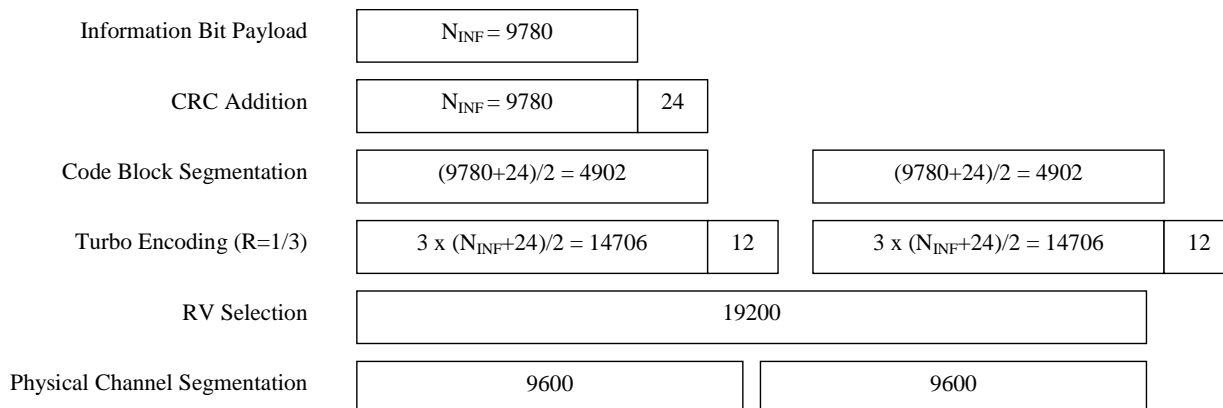 Information Bit Payload N_INF = 9780
CRC Addition N_INF = 9780 24
Code Block Segmentation (9780+24)/2 = 4902 (9780+24)/2 = 4902
Turbo Encoding (R=1/3) 3 x (N_INF+24)/2 = 14706 12 3 x (N_INF+24)/2 = 14706 12
RV Selection 19200
Physical Channel Segmentation 9600 9600